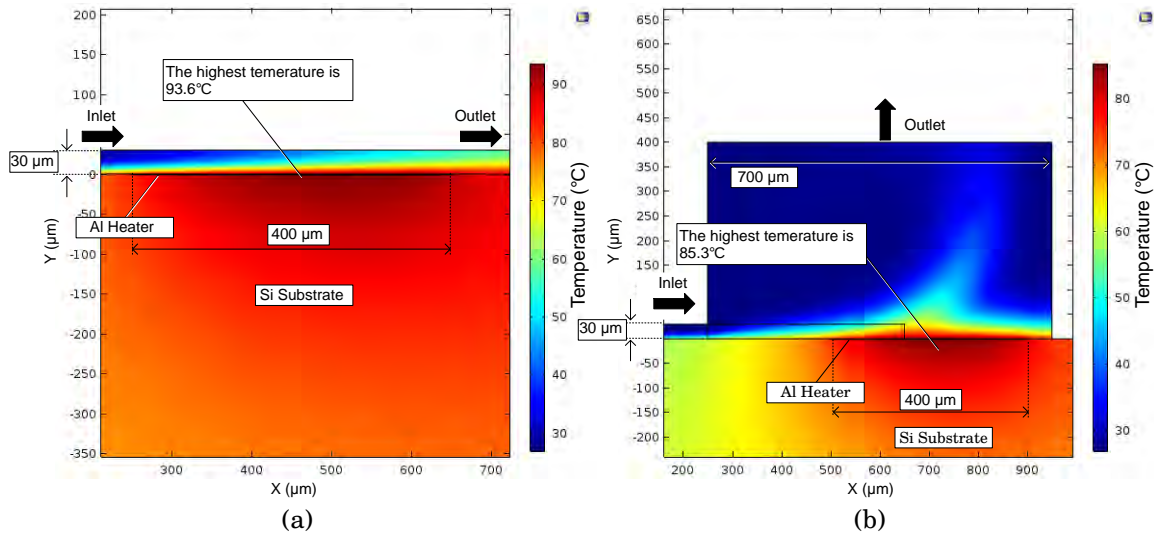 200
150
100
50
0
-50
-100
-150
-200
-250
-300
-350
Y (µm)
300
400
500
600
700
X (µm)
The highest temerature is
93.6℃
Inlet
Outlet
30 µm
Al Heater
400 µm
Si Substrate
90
80
70
60
50
40
30
Temperature (°C)
(a)
650
600
550
500
450
400
350
300
250
200
150
100
-50
-100
-150
-200
Y (µm)
200
300
400
500
600
700
800
900
X (µm)
Outlet
700 µm
The highest temerature is
85.3℃
Inlet
30 µm
Al Heater
400 µm
Si Substrate
80
70
60
50
40
30
Temperature (°C)
(b)